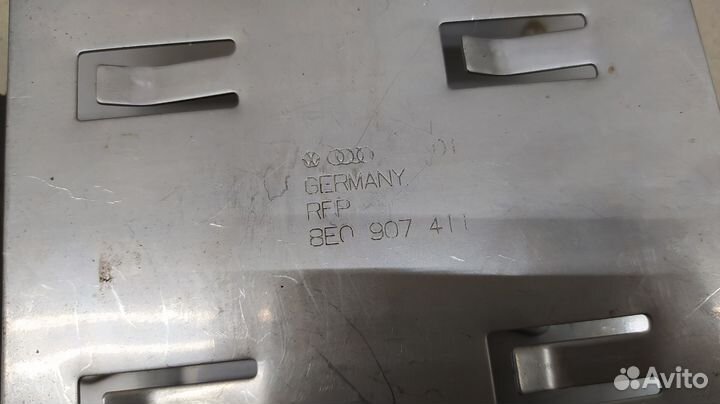 GERMANY
RFP
8E0 907 411
Avito